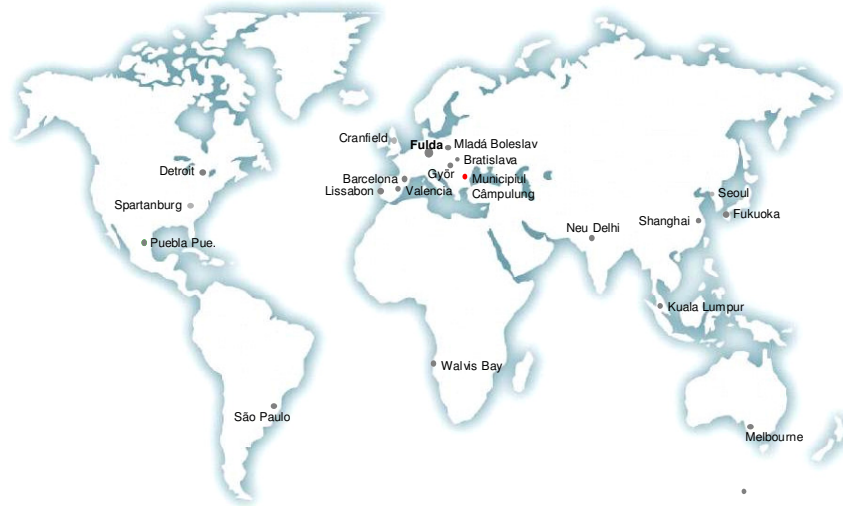 Cranfield
Fulda
Mladá Boleslav
Bratislava
Györ
Detroit
Barcelona
Municipiul
Lissabon
Valencia
Câmpulung
Seoul
Spartanburg
Fukuoka
Shanghai
Neu Delhi
Puebla Pue.
Kuala Lumpur
Walvis Bay
São Paulo
Melbourne